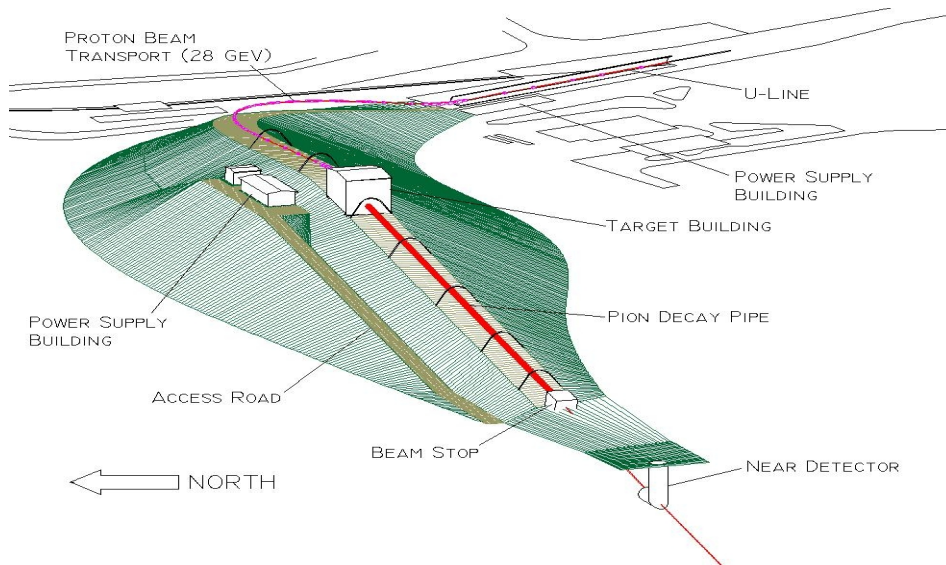 Proton Beam
Transport (28 GeV)
U-Line
Power Supply
Building
Target Building
Pion Decay Pipe
Power Supply
Building
Access Road
Beam Stop
Near Detector
NORTH